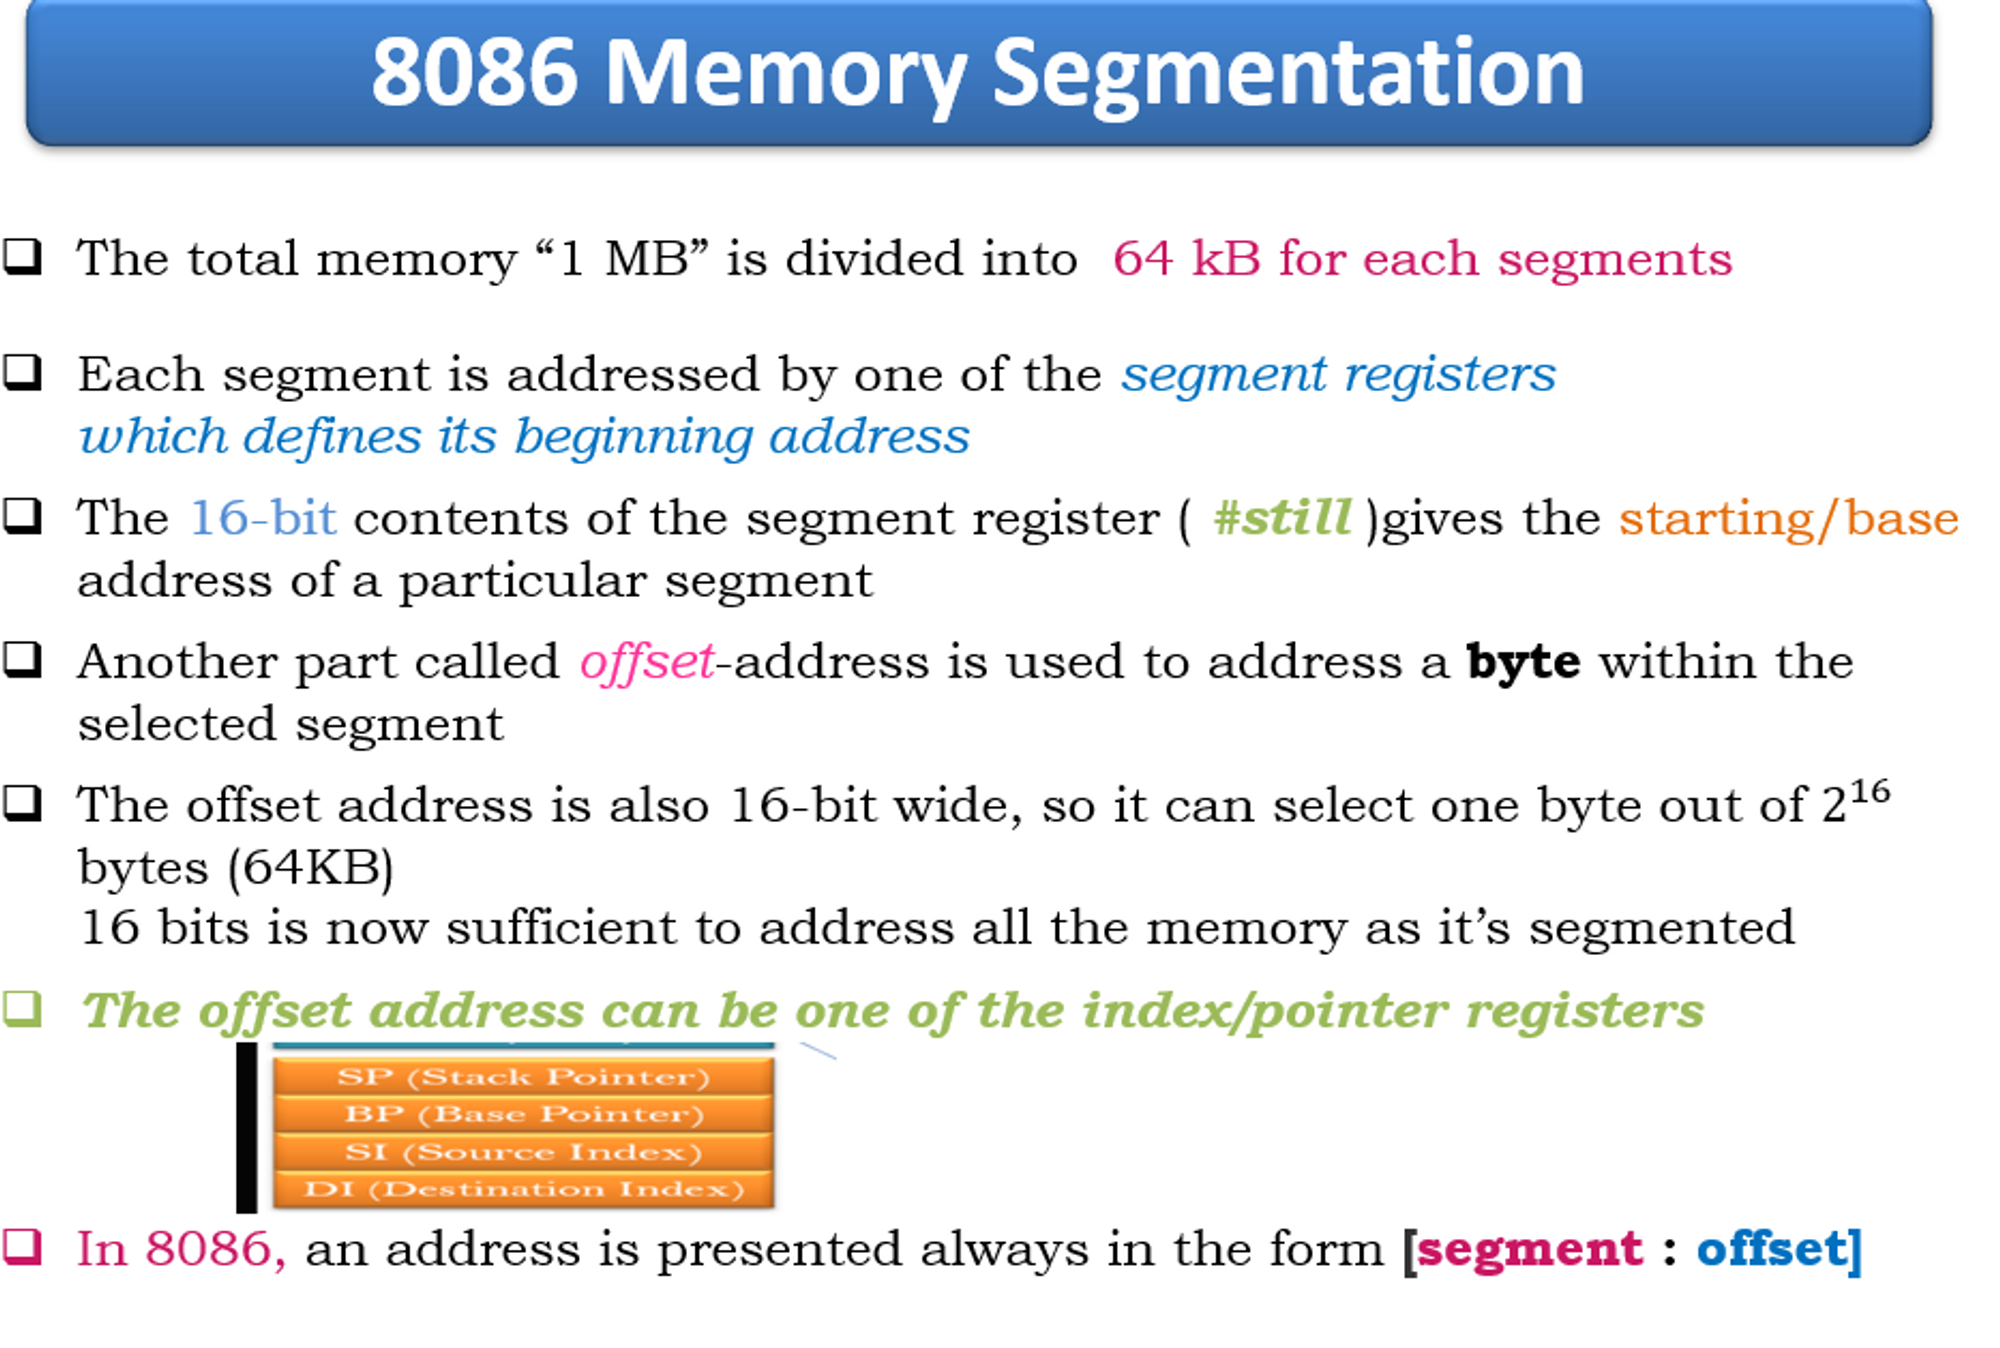 8086 Memory Segmentation
The total memory “1 MB” is divided into 64 kB for each segments
Each segment is addressed by one of the segment registers
which defines its beginning address
The 16-bit contents of the segment register ( #still )gives the starting/base
address of a particular segment
Another part called offset-address is used to address a byte within the
selected segment
The offset address is also 16-bit wide, so it can select one byte out of 2¹⁶
bytes (64KB)
16 bits is now sufficient to address all the memory as it’s segmented
The offset address can be one of the index/pointer registers
SP (Stack Pointer)
BP (Base Pointer)
SI (Source Index)
DI (Destination Index)
In 8086, an address is presented always in the form [segment : offset]